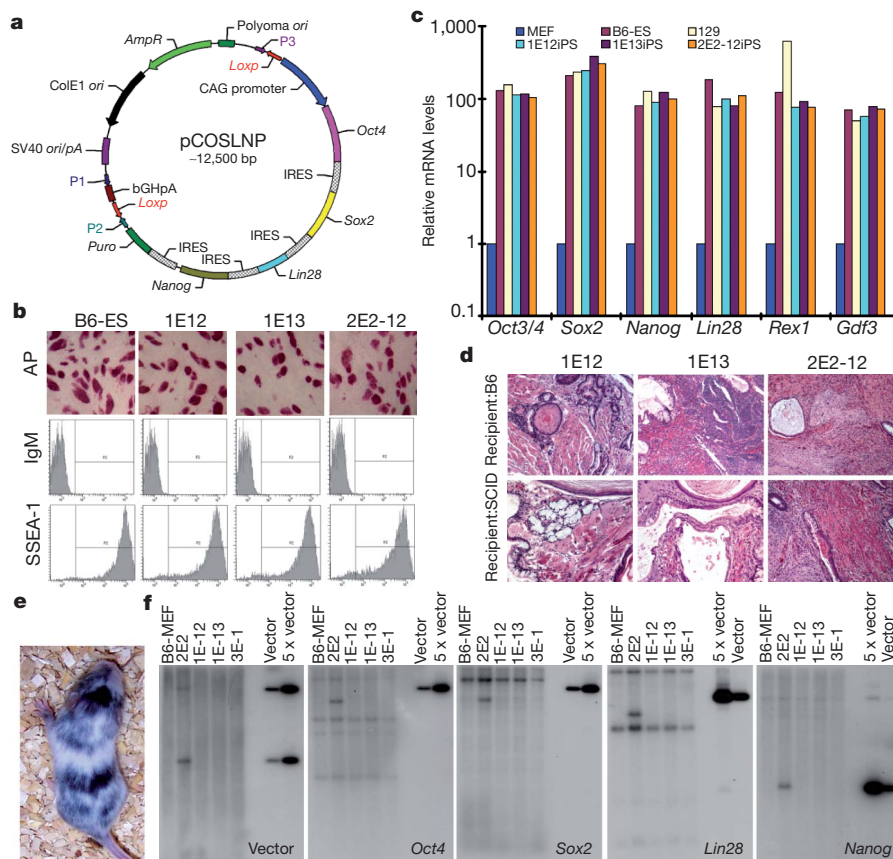 a
Polyoma ori
P3
Loxp
AmpR
CAG promoter
ColE1 ori
pCOSLNP
~12,500 bp
Oct4
SV40 ori/pA
IRES
P1
bGHpA
Loxp
Sox2
P2
IRES
Puro
IRES
IRES
Lin28
Nanog
b
B6-ES 1E12 1E13 2E2-12
AP
IgM
SSEA-1
c
MEF B6-ES 129
1E12iPS 1E13iPS 2E2-12iPS
Relative mRNA levels
1,000
100
10
1
0.1
Oct3/4 Sox2 Nanog Lin28 Rex1 Gdf3
d
1E12 1E13 2E2-12
Recipient:B6
Recipient:SCID
e
f
B6-MEF 2E2 1E-12 1E-13 3E-1 Vector 5 x vector
Vector
B6-MEF 2E2 1E-12 1E-13 3E-1 Vector 5 x vector
Oct4
B6-MEF 2E2 1E-12 1E-13 3E-1 Vector 5 x vector
Sox2
B6-MEF 2E2 1E-12 1E-13 3E-1 5 x vector Vector
Lin28
B6-MEF 2E2 1E-12 1E-13 3E-1 5 x vector Vector
Nanog